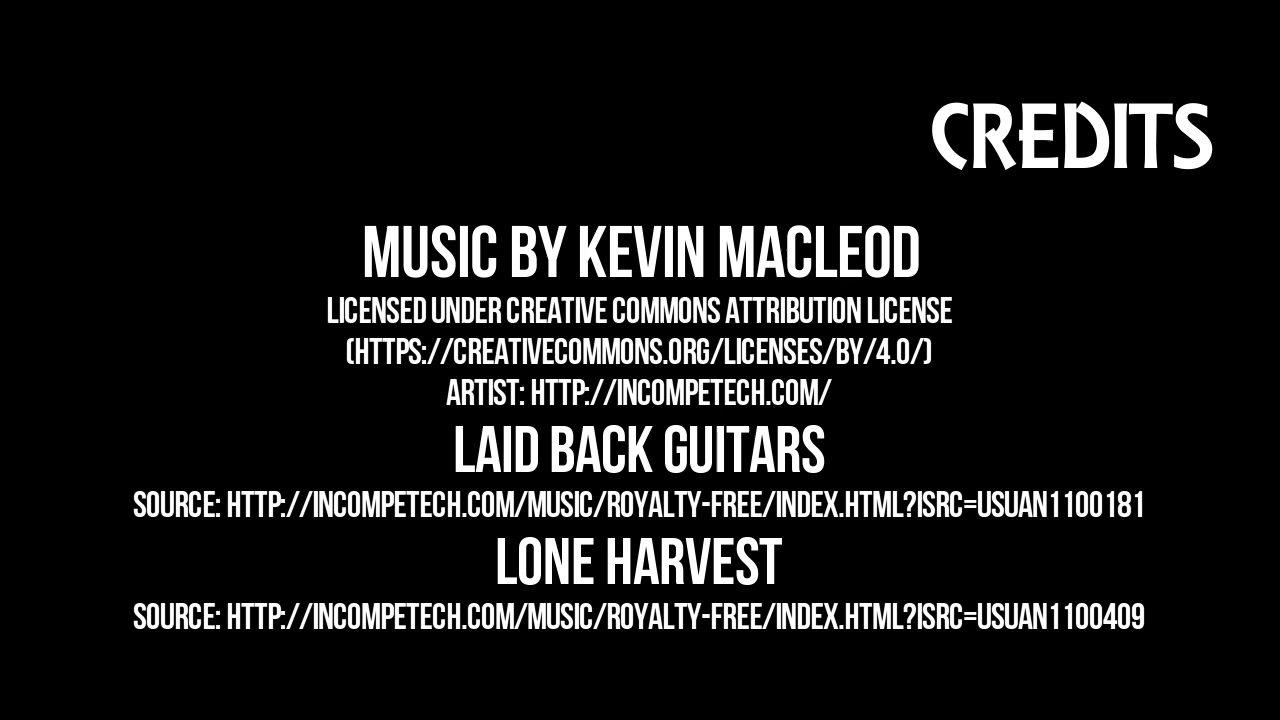 CREDITS
MUSIC BY KEVIN MACLEOD
LICENSED UNDER CREATIVE COMMONS ATTRIBUTION LICENSE
(HTTPS://CREATIVECOMMONS.ORG/LICENSES/BY/4.0/)
ARTIST: HTTP://INCOMPETECH.COM/
LAID BACK GUITARS
SOURCE: HTTP://INCOMPETECH.COM/MUSIC/ROYALTY-FREE/INDEX.HTML?ISRC=USUAN1100181
LONE HARVEST
SOURCE: HTTP://INCOMPETECH.COM/MUSIC/ROYALTY-FREE/INDEX.HTML?ISRC=USUAN1100409